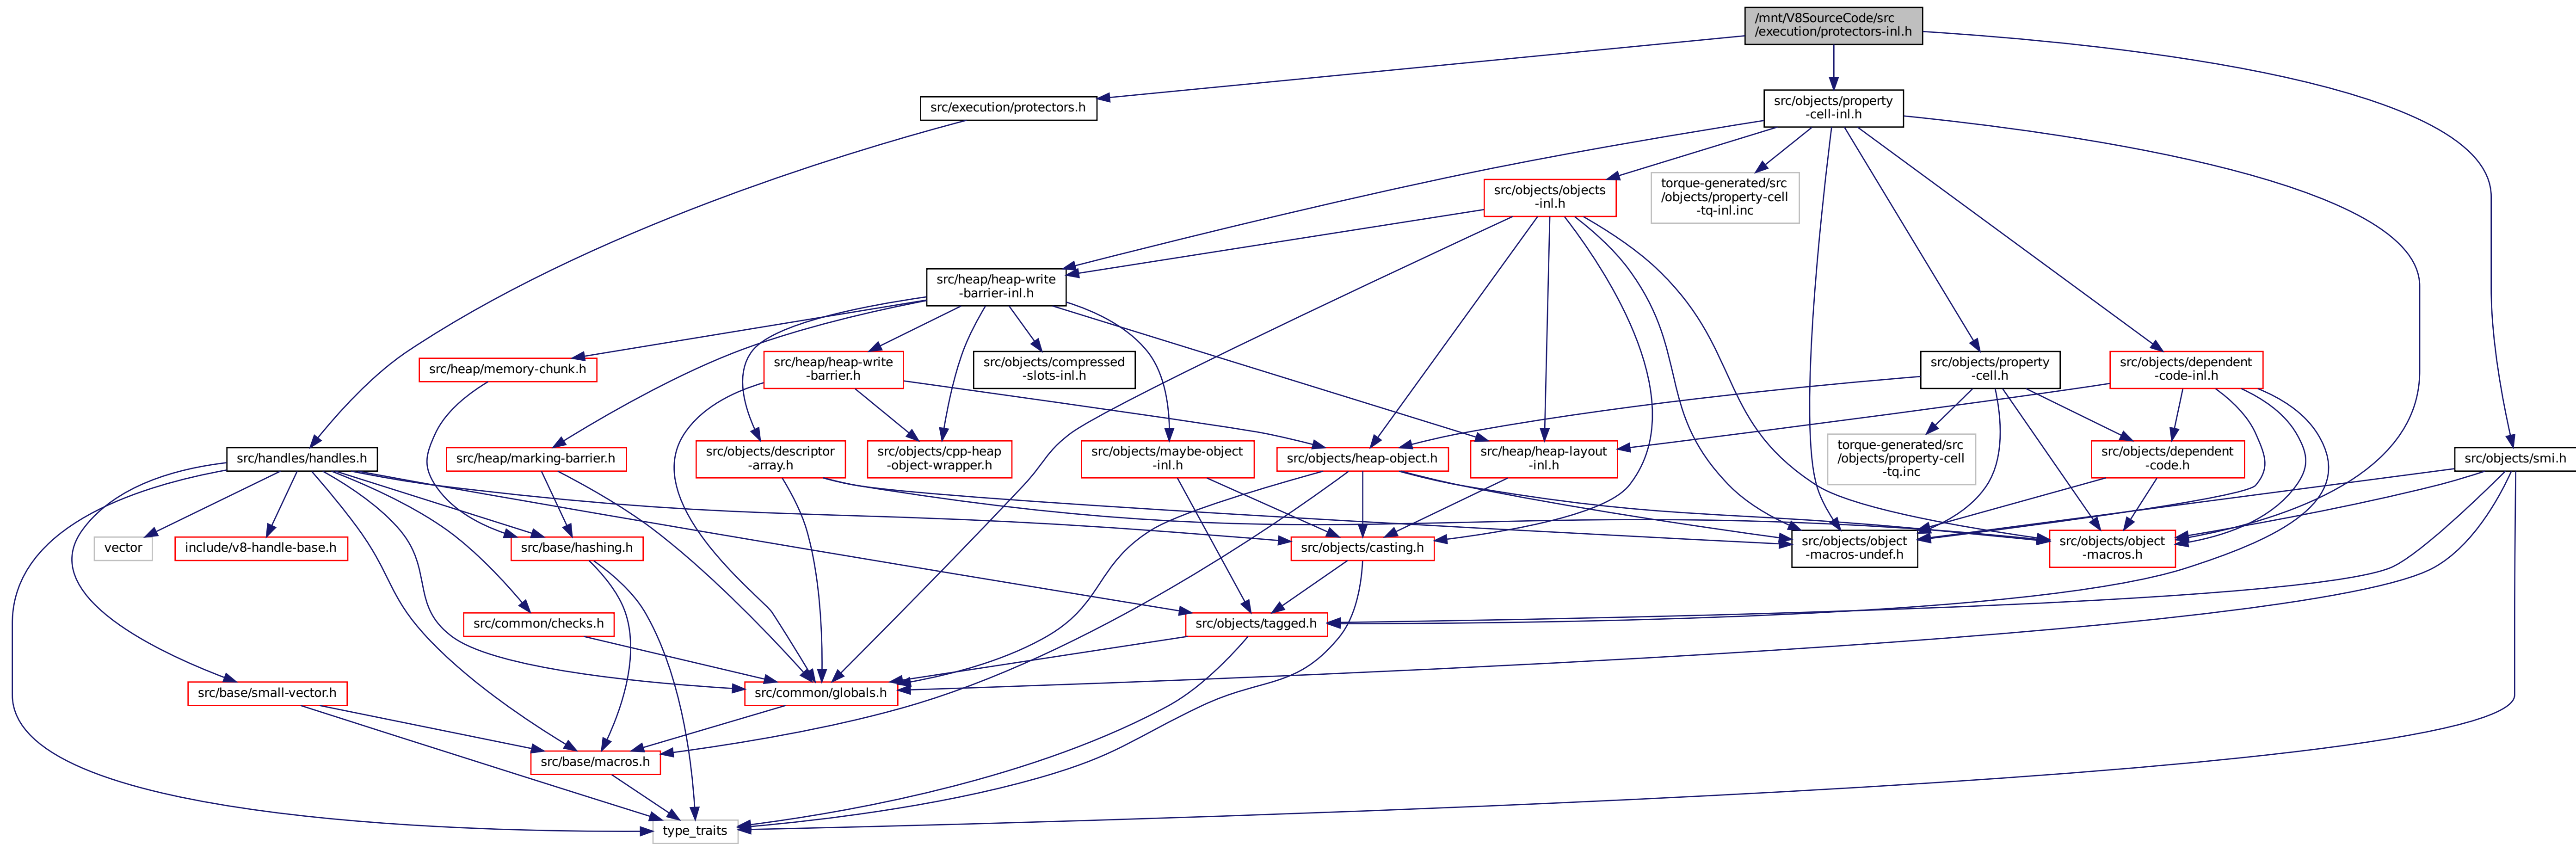 /mnt/V8SourceCode/src
/execution/protectors-inl.h
src/execution/protectors.h
src/objects/property
-cell-inl.h
src/objects/objects
-inl.h
torque-generated/src
/objects/property-cell
-tq-inl.inc
src/heap/heap-write
-barrier-inl.h
src/heap/memory-chunk.h
src/heap/heap-write
-barrier.h
src/objects/compressed
-slots-inl.h
src/objects/property
-cell.h
src/objects/dependent
-code-inl.h
src/handles/handles.h
src/heap/marking-barrier.h
src/objects/descriptor
-array.h
src/objects/cpp-heap
-object-wrapper.h
src/objects/maybe-object
-inl.h
src/objects/heap-object.h
src/heap/heap-layout
-inl.h
torque-generated/src
/objects/property-cell
-tq.inc
src/objects/dependent
-code.h
src/objects/smi.h
vector
include/v8-handle-base.h
src/base/hashing.h
src/objects/casting.h
src/objects/object
-macros-undef.h
src/objects/object
-macros.h
src/common/checks.h
src/objects/tagged.h
src/base/small-vector.h
src/common/globals.h
src/base/macros.h
type_traits